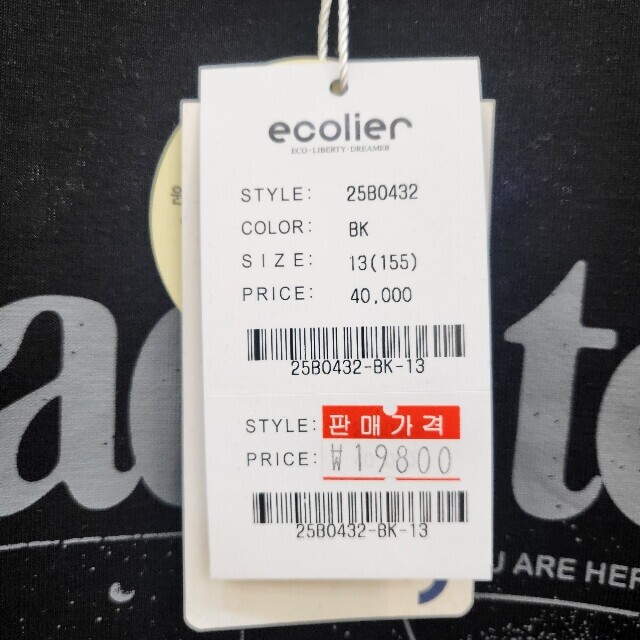 ecolier
ECO·LIBERTY·DREAMER
STYLE: 25B0432
COLOR: BK
SIZE: 13(155)
PRICE: 40,000
25B0432-BK-13
STYLE: 판매가격
PRICE: ₩19800
25B0432-BK-13
ARE HER